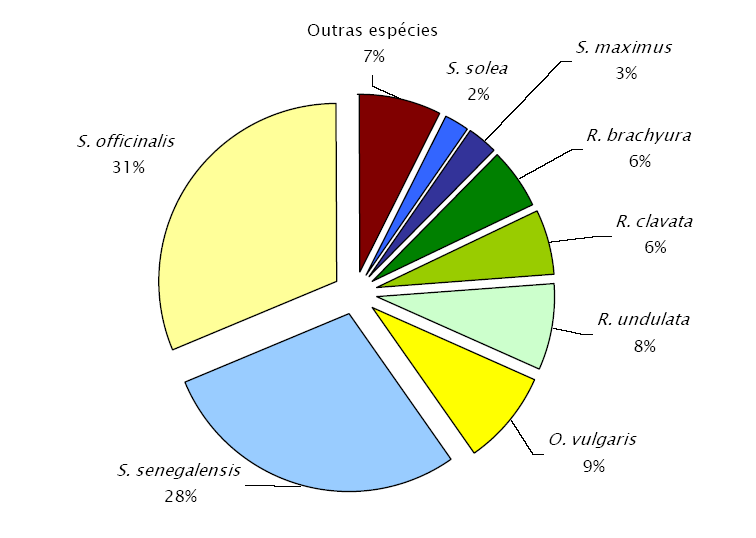 Outras espécies
7%
S. solea
2%
S. maximus
3%
R. brachyura
6%
R. clavata
6%
R. undulata
8%
O. vulgaris
9%
S. senegalensis
28%
S. officinalis
31%